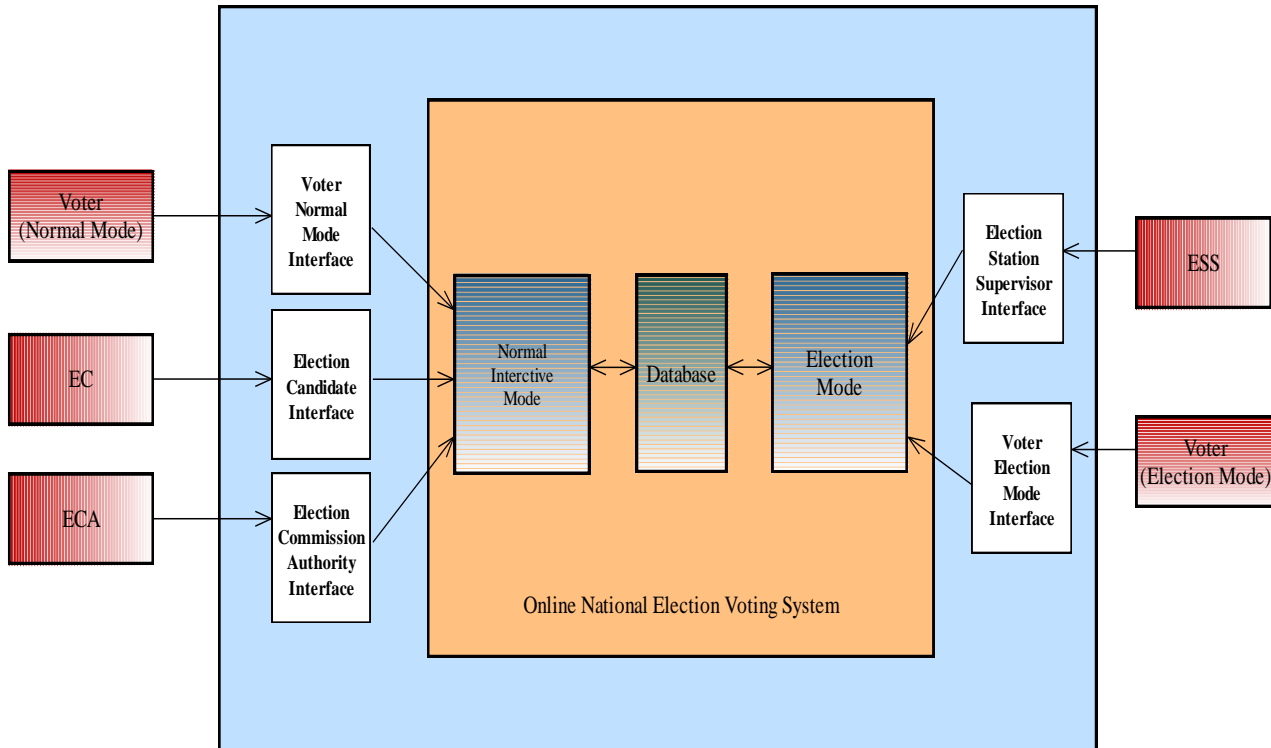 Voter
(Normal Mode)
EC
ECA
Voter
Normal
Mode
Interface
Election
Candidate
Interface
Election
Commission
Authority
Interface
Normal
Interctive
Mode
Database
Election
Mode
Online National Election Voting System
Election
Station
Supervisor
Interface
Voter
Election
Mode
Interface
ESS
Voter
(Election Mode)